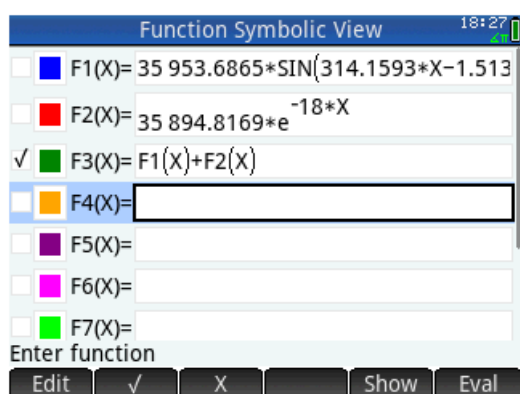 Function Symbolic View 18:27
∡π
F1(X)= 35 953.6865*SIN(314.1593*X−1.513
F2(X)= 35 894.8169*e^-18*X
√ F3(X)= F1(X)+F2(X)
F4(X)=
F5(X)=
F6(X)=
F7(X)=
Enter function
Edit √ X Show Eval